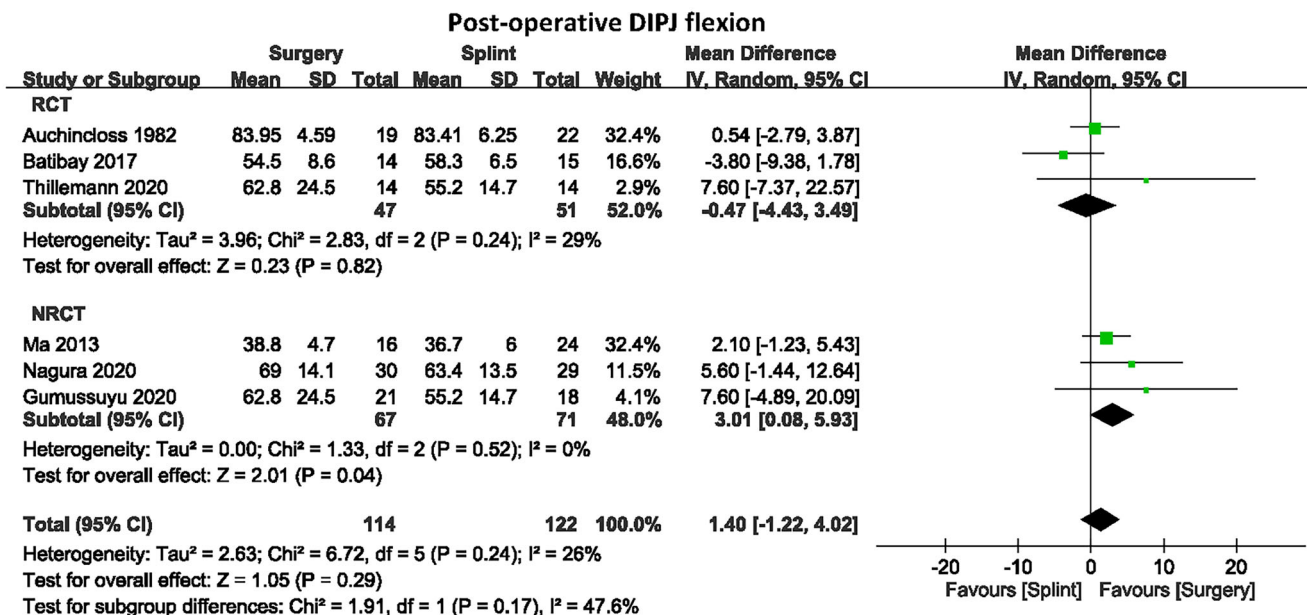 Post-operative DIPJ flexion
Surgery Splint Mean Difference Mean Difference
Study or Subgroup Mean SD Total Mean SD Total Weight IV, Random, 95% CI IV, Random, 95% CI
RCT
Auchincloss 1982 83.95 4.59 19 83.41 6.25 22 32.4% 0.54 [-2.79, 3.87]
Batibay 2017 54.5 8.6 14 58.3 6.5 15 16.6% -3.80 [-9.38, 1.78]
Thillemann 2020 62.8 24.5 14 55.2 14.7 14 2.9% 7.60 [-7.37, 22.57]
Subtotal (95% CI) 47 51 52.0% -0.47 [-4.43, 3.49]
Heterogeneity: Tau² = 3.96; Chi² = 2.83, df = 2 (P = 0.24); I² = 29%
Test for overall effect: Z = 0.23 (P = 0.82)
NRCT
Ma 2013 38.8 4.7 16 36.7 6 24 32.4% 2.10 [-1.23, 5.43]
Nagura 2020 69 14.1 30 63.4 13.5 29 11.5% 5.60 [-1.44, 12.64]
Gumussuyu 2020 62.8 24.5 21 55.2 14.7 18 4.1% 7.60 [-4.89, 20.09]
Subtotal (95% CI) 67 71 48.0% 3.01 [0.08, 5.93]
Heterogeneity: Tau² = 0.00; Chi² = 1.33, df = 2 (P = 0.52); I² = 0%
Test for overall effect: Z = 2.01 (P = 0.04)
Total (95% CI) 114 122 100.0% 1.40 [-1.22, 4.02]
Heterogeneity: Tau² = 2.63; Chi² = 6.72, df = 5 (P = 0.24); I² = 26%
Test for overall effect: Z = 1.05 (P = 0.29)
Test for subgroup differences: Chi² = 1.91, df = 1 (P = 0.17), I² = 47.6%
-20 -10 0 10 20
Favours [Splint] Favours [Surgery]